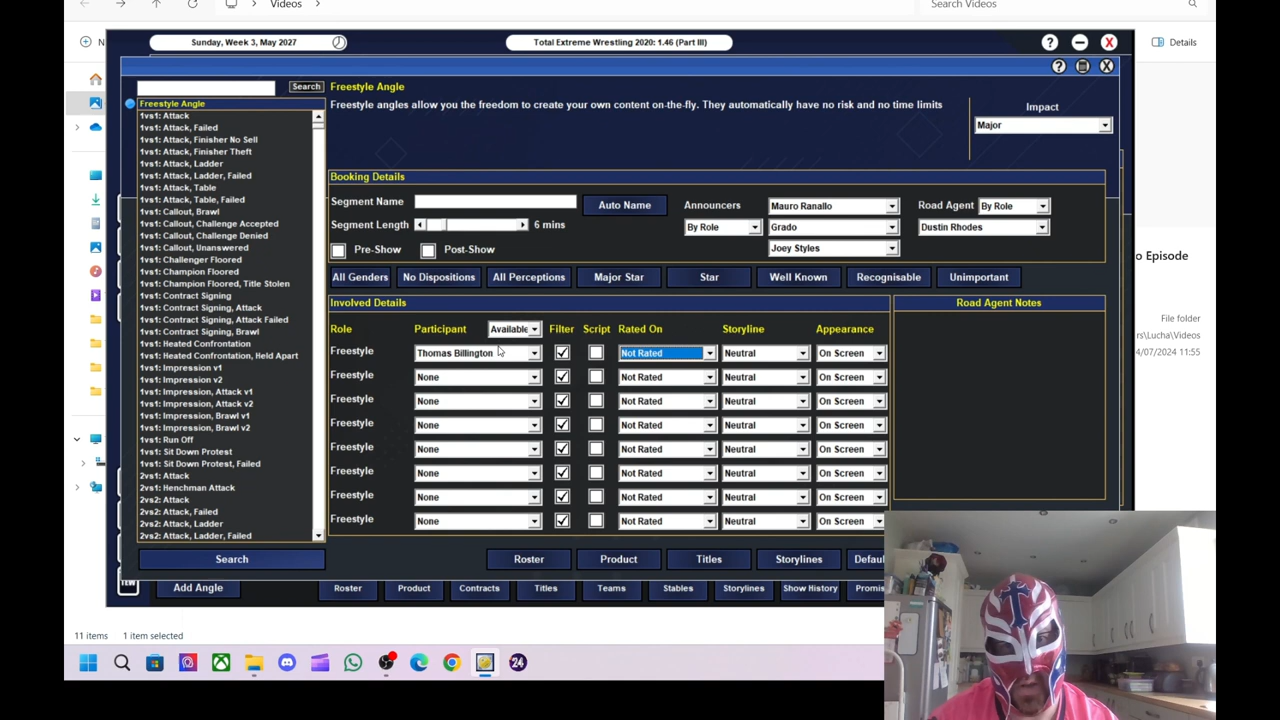 Videos
Search Videos
Sunday, Week 3, May 2027
Total Extreme Wrestling 2020: 1.46 (Part III)
?
X
N
Details
?
X
Search
Freestyle Angle
Freestyle angles allow you the freedom to create your own content on-the-fly. They automatically have no risk and no time limits
Impact
Major
Freestyle Angle
1vs1: Attack
1vs1: Attack, Failed
1vs1: Attack, Finisher No Sell
1vs1: Attack, Finisher Theft
1vs1: Attack, Ladder
1vs1: Attack, Ladder, Failed
1vs1: Attack, Table
1vs1: Attack, Table, Failed
1vs1: Callout, Brawl
1vs1: Callout, Challenge Accepted
1vs1: Callout, Challenge Denied
1vs1: Callout, Unanswered
1vs1: Challenger Floored
1vs1: Champion Floored
1vs1: Champion Floored, Title Stolen
1vs1: Contract Signing
1vs1: Contract Signing, Attack
1vs1: Contract Signing, Attack Failed
1vs1: Contract Signing, Brawl
1vs1: Heated Confrontation
1vs1: Heated Confrontation, Held Apart
1vs1: Impression v1
1vs1: Impression v2
1vs1: Impression, Attack v1
1vs1: Impression, Attack v2
1vs1: Impression, Brawl v1
1vs1: Impression, Brawl v2
1vs1: Run Off
1vs1: Sit Down Protest
1vs1: Sit Down Protest, Failed
2vs1: Attack
2vs1: Henchman Attack
2vs2: Attack
2vs2: Attack, Failed
2vs2: Attack, Ladder
2vs2: Attack, Ladder, Failed
Search
Booking Details
Segment Name
Auto Name
Announcers
Mauro Ranallo
Road Agent
By Role
Segment Length
6 mins
By Role
Grado
Dustin Rhodes
Pre-Show
Post-Show
Joey Styles
All Genders
No Dispositions
All Perceptions
Major Star
Star
Well Known
Recognisable
Unimportant
Involved Details
Road Agent Notes
Role Participant Available Filter Script Rated On Storyline Appearance
Freestyle Thomas Billington Not Rated Neutral On Screen
Freestyle None Not Rated Neutral On Screen
Freestyle None Not Rated Neutral On Screen
Freestyle None Not Rated Neutral On Screen
Freestyle None Not Rated Neutral On Screen
Freestyle None Not Rated Neutral On Screen
Freestyle None Not Rated Neutral On Screen
Freestyle None Not Rated Neutral On Screen
Roster
Product
Titles
Storylines
Defaul
Add Angle
Roster
Product
Contracts
Titles
Teams
Stables
Storylines
Show History
Promis
o Episode
File folder
rs\Lucha\Videos
4/07/2024 11:55
11 items
1 item selected
24